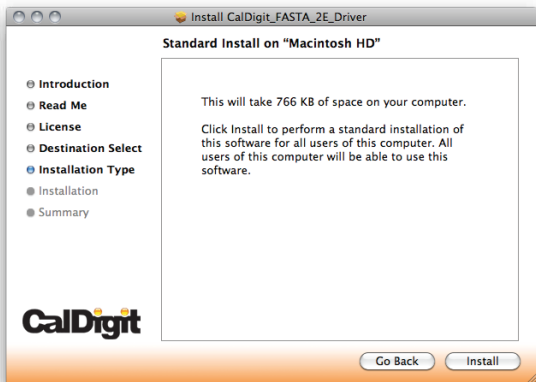 Install CalDigit_FASTA_2E_Driver
Standard Install on “Macintosh HD”
Introduction
Read Me
License
Destination Select
Installation Type
Installation
Summary
This will take 766 KB of space on your computer.
Click Install to perform a standard installation of
this software for all users of this computer. All
users of this computer will be able to use this
software.
CalDigit
Go Back
Install